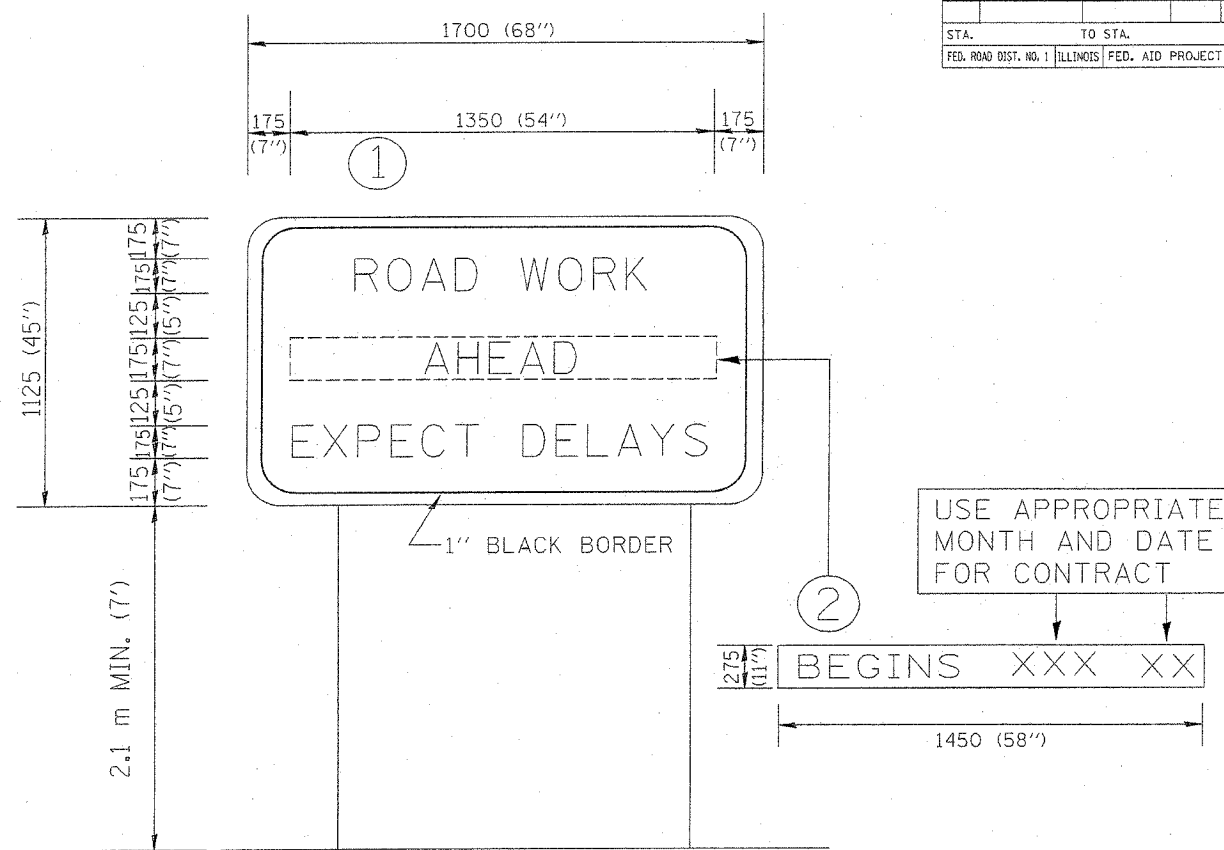 STA. TO STA.
FED. ROAD DIST. NO. 1 ILLINOIS FED. AID PROJECT
1700 (68'')
175 1350 (54'') 175
(7'') (7'')
1
1125 (45'')
175 (7'')
175 (7'')
125 (5'')
175 (7'')
125 (5'')
175 (7'')
175 (7'')
ROAD WORK
AHEAD
EXPECT DELAYS
1'' BLACK BORDER
2.1 m MIN. (7')
2
USE APPROPRIATE
MONTH AND DATE
FOR CONTRACT
275 (11'')
BEGINS XXX XX
1450 (58'')